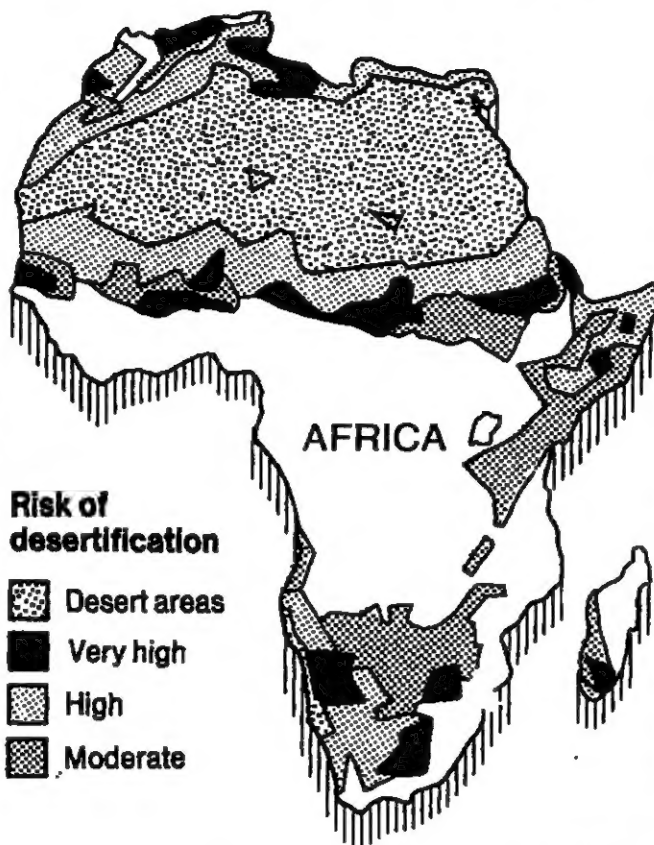 AFRICA
Risk of
desertification
Desert areas
Very high
High
Moderate